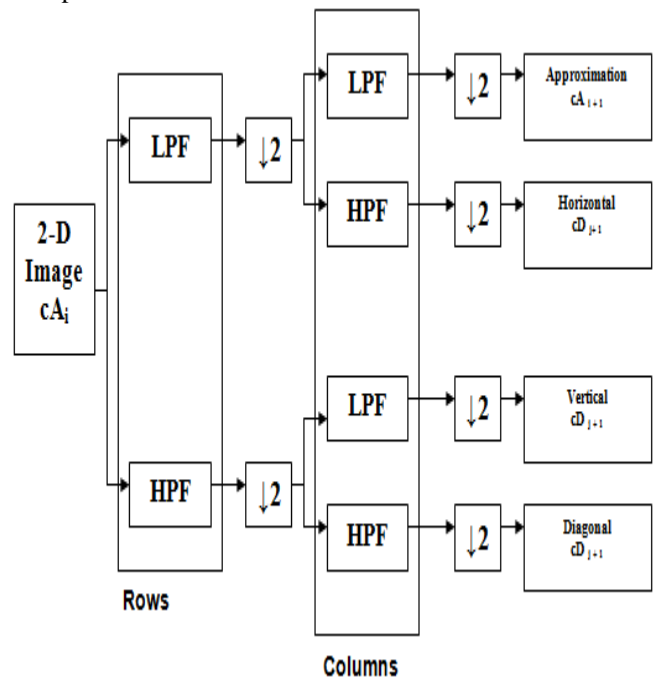 LPF
↓2
Approximation
cA i+1
LPF
↓2
HPF
↓2
Horizontal
cD j+1
2-D
Image
cAi
LPF
↓2
Vertical
cD j+1
HPF
↓2
HPF
↓2
Diagonal
cD j+1
Rows
Columns